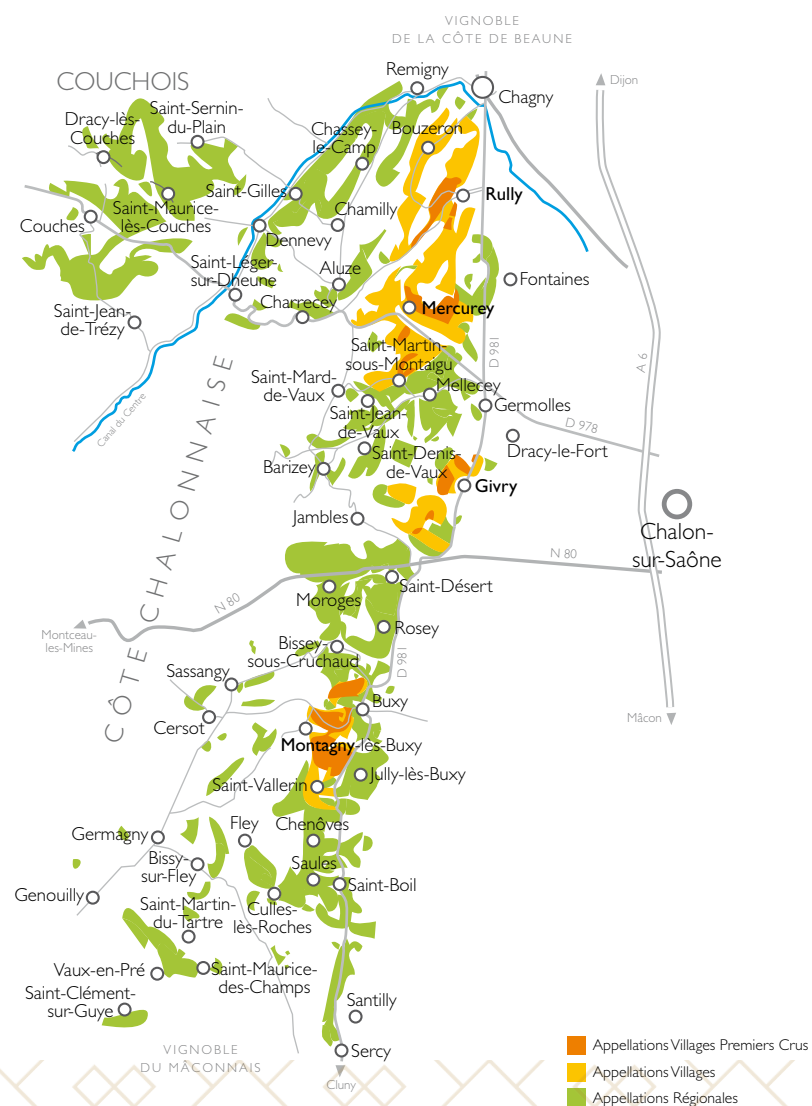 VIGNOBLE
DE LA CÔTE DE BEAUNE
Remigny
COUCHOIS
Dijon
Chagny
Saint-Sernin-
du-Plain
Dracy-lès-
Couches
Chassey-
le-Camp
Bouzeron
Saint-Gilles
Rully
Saint-Maurice-
lès-Couches
Chamilly
Couches
Dennevy
Saint-Léger-
sur-Dheune
Aluze
Fontaines
Charrecey
Mercurey
Saint-Jean-
de-Trézy
Saint-Martin-
sous-Montaigu
D 981
A 6
Saint-Mard-
de-Vaux
Mellecey
Canal du Centre
Saint-Jean-
de-Vaux
Germolles
D 978
Saint-Denis-
de-Vaux
Dracy-le-Fort
Barizey
Givry
CÔTE CHALONNAISE
Jambles
Chalon-
sur-Saône
N 80
Saint-Désert
Moroges
N 80
Rosey
Montceau-
les-Mines
Bissey-
sous-Cruchaud
D 981
Sassangy
Buxy
Cersot
Mâcon
Montagny-lès-Buxy
Jully-lès-Buxy
Saint-Vallerin
Germagny
Fley
Chenôves
Bissy-
sur-Fley
Saules
Saint-Boil
Genouilly
Saint-Martin-
du-Tartre
Culles-
lès-Roches
Vaux-en-Pré
Saint-Maurice-
des-Champs
Saint-Clément-
sur-Guye
Santilly
VIGNOBLE
DU MÂCONNAIS
Sercy
Cluny
Appellations Villages Premiers Crus
Appellations Villages
Appellations Régionales